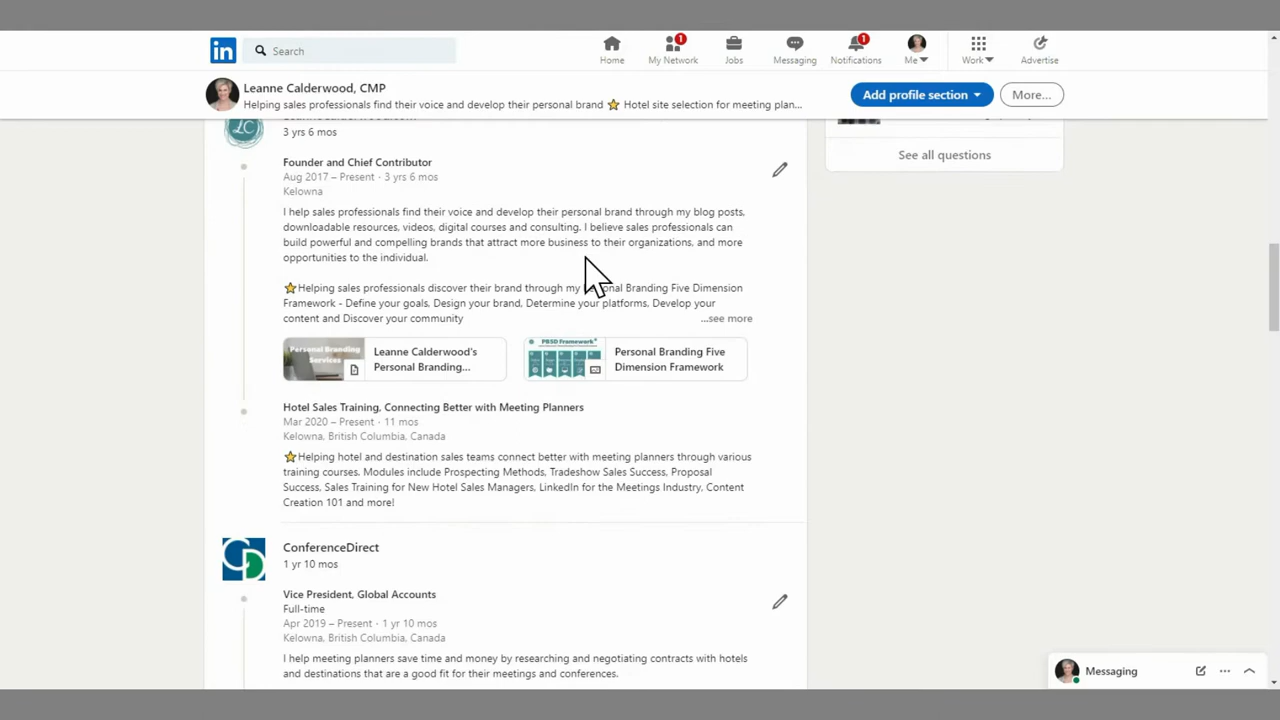 in
Search
1
1
Home
My Network
Jobs
Messaging
Notifications
Me
Work
Advertise
Leanne Calderwood, CMP
Helping sales professionals find their voice and develop their personal brand ⭐ Hotel site selection for meeting plan...
Add profile section
More...
LC
3 yrs 6 mos
See all questions
Founder and Chief Contributor
Aug 2017 – Present · 3 yrs 6 mos
Kelowna
I help sales professionals find their voice and develop their personal brand through my blog posts,
downloadable resources, videos, digital courses and consulting. I believe sales professionals can
build powerful and compelling brands that attract more business to their organizations, and more
opportunities to the individual.
⭐Helping sales professionals discover their brand through my Personal Branding Five Dimension
Framework - Define your goals. Design your brand, Determine your platforms, Develop your
content and Discover your community
...see more
Personal Branding
Services
Leanne Calderwood's
Personal Branding...
PB5D Framework
Personal Branding Five
Dimension Framework
Hotel Sales Training, Connecting Better with Meeting Planners
Mar 2020 – Present · 11 mos
Kelowna, British Columbia, Canada
⭐Helping hotel and destination sales teams connect better with meeting planners through various
training courses. Modules include Prospecting Methods, Tradeshow Sales Success, Proposal
Success, Sales Training for New Hotel Sales Managers, LinkedIn for the Meetings Industry, Content
Creation 101 and more!
CD
ConferenceDirect
1 yr 10 mos
Vice President, Global Accounts
Full-time
Apr 2019 – Present · 1 yr 10 mos
Kelowna, British Columbia, Canada
I help meeting planners save time and money by researching and negotiating contracts with hotels
and destinations that are a good fit for their meetings and conferences.
Messaging